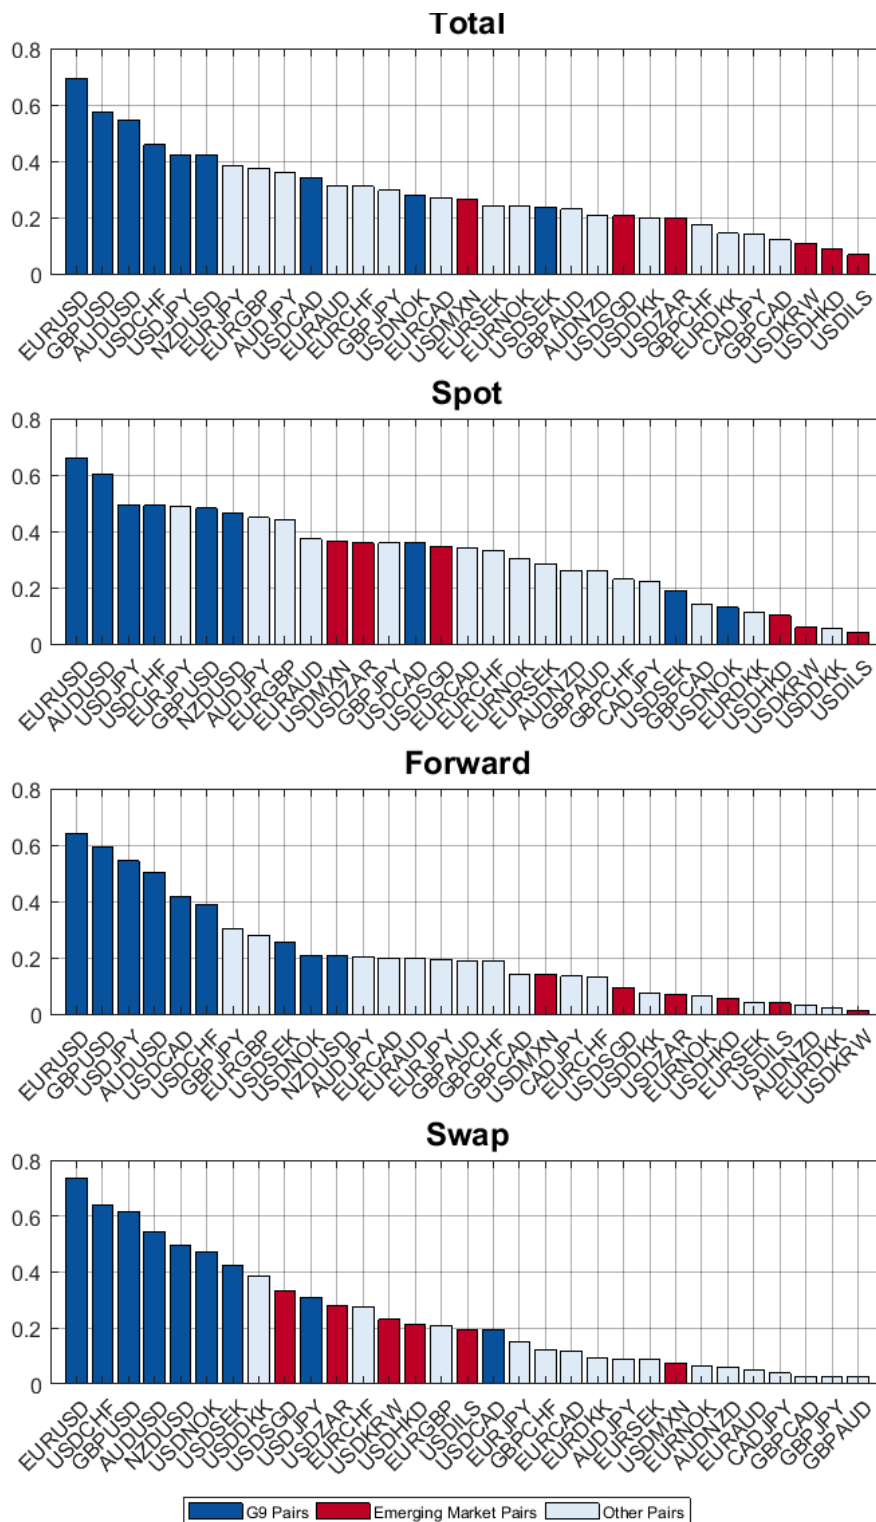 Total
0.8
0.6
0.4
0.2
0
EURUSD GBPUSD AUDUSD USDCHF USDJPY NZDUSD EURJPY EURGBP AUDJPY USDCAD EURAUD EURCHF GBPJPY USDNOK EURCAD USDMXN EURSEK EURNOK USDSEK GBPAUD AUDNZD USDSGD USDDKK USDZAR GBPCHF EURDKK CADJPY GBPCAD USDKRW USDHKD USDILS
Spot
0.8
0.6
0.4
0.2
0
EURUSD AUDUSD USDJPY USDCHF EURJPY GBPUSD NZDUSD AUDJPY EURGBP EURAUD USDMXN USDZAR GBPJPY USDCAD USDSGD EURCAD EURCHF EURNOK EURSEK AUDNZD GBPAUD GBPCHF CADJPY USDSEK GBPCAD USDNOK EURDKK USDHKD USDKRW USDDKK USDILS
Forward
0.8
0.6
0.4
0.2
0
EURUSD GBPUSD USDJPY AUDUSD USDCAD USDCHF GBPJPY EURGBP USDSEK USDNOK NZDUSD AUDJPY EURCAD EURAUD EURJPY GBPAUD GBPCHF GBPCAD USDMXN CADJPY EURCHF USDSGD USDDKK USDZAR EURNOK USDHKD EURSEK USDILS AUDNZD EURDKK USDKRW
Swap
0.8
0.6
0.4
0.2
0
EURUSD USDCHF GBPUSD AUDUSD NZDUSD USDNOK USDSEK USDDKK USDSGD USDJPY USDZAR EURCHF USDKRW USDHKD EURGBP USDILS USDCAD EURJPY GBPCHF EURCAD EURDKK AUDJPY EURSEK USDMXN EURNOK AUDNZD EURAUD CADJPY GBPCAD GBPJPY GBPAUD
G9 Pairs Emerging Market Pairs Other Pairs